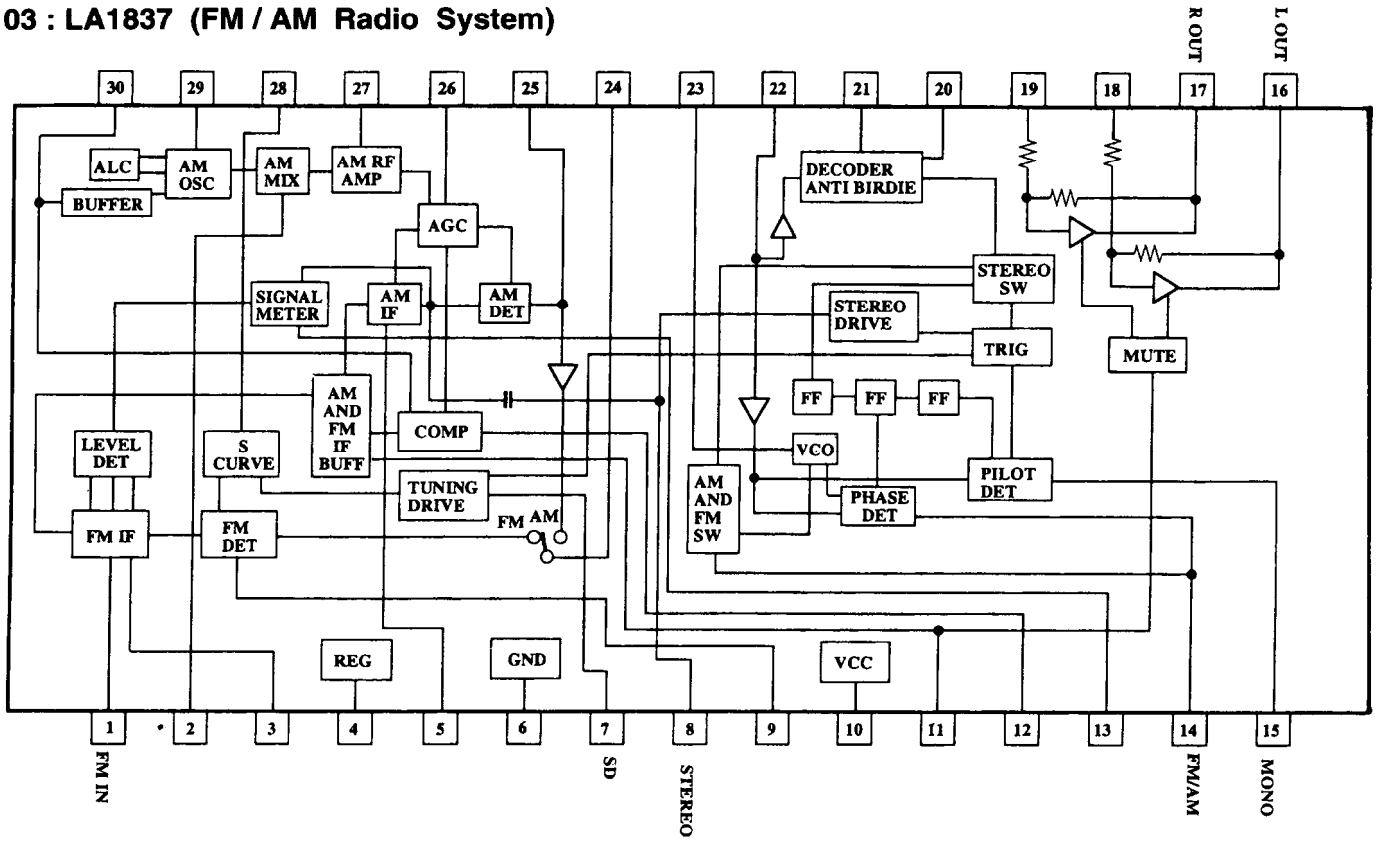 03 : LA1837 (FM / AM Radio System)
R OUT
L OUT
30
29
28
27
26
25
24
23
22
21
20
19
18
17
16
ALC
AM
OSC
AM
MIX
AM RF
AMP
DECODER
ANTI BIRDIE
BUFFER
AGC
STEREO
SW
SIGNAL
METER
AM
IF
AM
DET
STEREO
DRIVE
TRIG
MUTE
AM
AND
FM
IF
BUFF
COMP
FF
FF
FF
LEVEL
DET
S
CURVE
VCO
PILOT
DET
TUNING
DRIVE
AM
AND
FM
SW
PHASE
DET
FM IF
FM
DET
FM
AM
REG
GND
VCC
1
2
3
4
5
6
7
8
9
10
11
12
13
14
15
FM IN
SD
STEREO
FM/AM
MONO